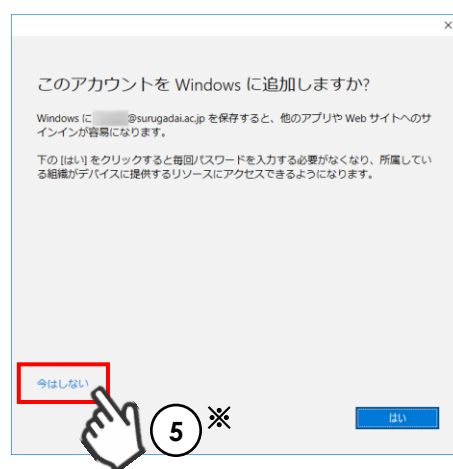 ×
このアカウントを Windows に追加しますか?
Windows に @surugadai.ac.jp を保存すると、他のアプリや Web サイトへのサ
インインが容易になります。
下の [はい] をクリックすると毎回パスワードを入力する必要がなくなり、所属してい
る組織がデバイスに提供するリソースにアクセスできるようになります。
今はしない
5 ※
はい